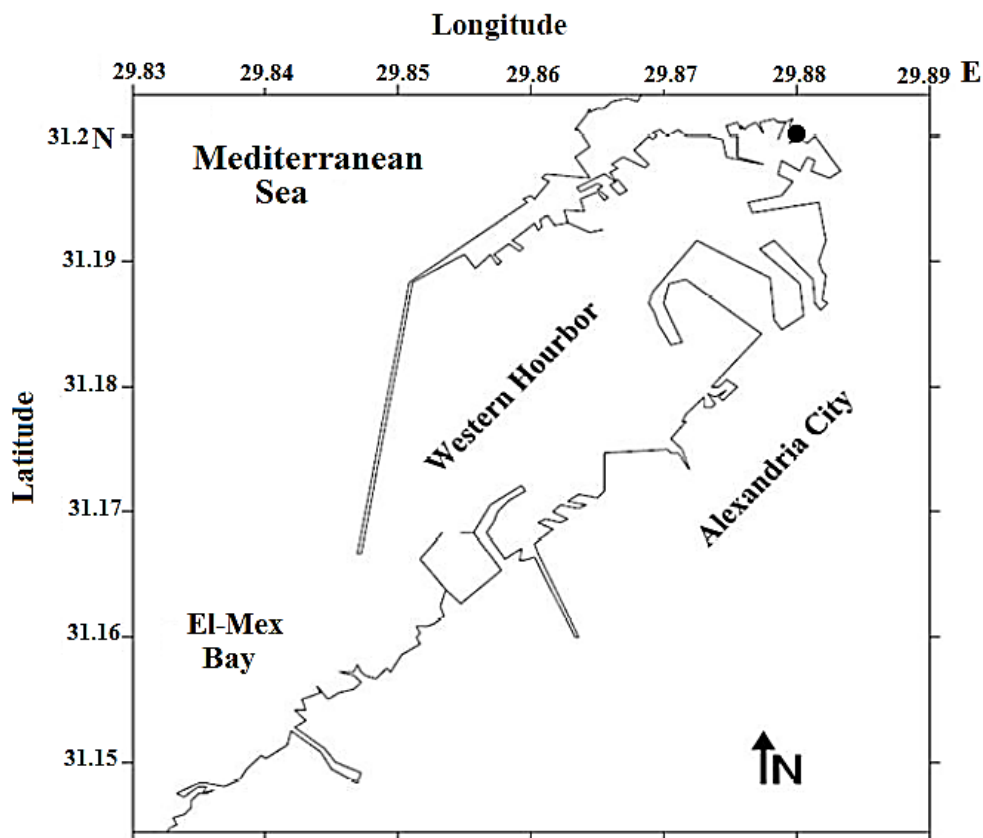 Longitude
29.83 29.84 29.85 29.86 29.87 29.88 29.89 E
31.2 N
Mediterranean
Sea
31.19
31.18
Western Hourbor
Alexandria City
Latitude
31.17
El-Mex
Bay
31.16
31.15
N